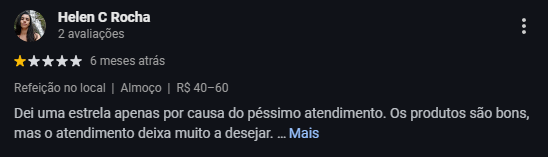 Helen C Rocha
2 avaliações
6 meses atrás
Refeição no local | Almoço | R$ 40–60
Dei uma estrela apenas por causa do péssimo atendimento. Os produtos são bons,
mas o atendimento deixa muito a desejar. ... Mais